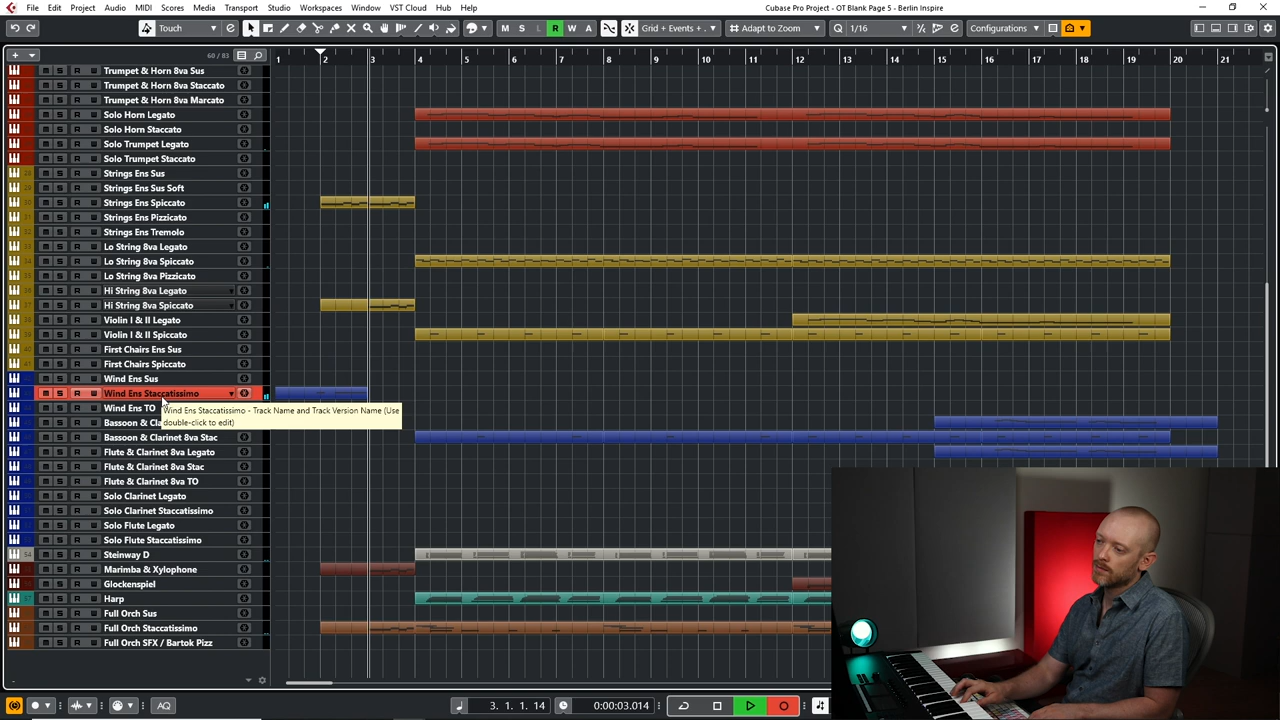 File Edit Project Audio MIDI Scores Media Transport Studio Workspaces Window VST Cloud Hub Help
Cubase Pro Project - OT Blank Page 5 - Berlin Inspire
Touch M S L R W A Grid + Events + Adapt to Zoom Q 1/16 Configurations
60 / 83
1 2 3 4 5 6 7 8 9 10 11 12 13 14 15 16 17 18 19 20 21
Trumpet & Horn 8va Sus
Trumpet & Horn 8va Staccato
Trumpet & Horn 8va Marcato
Solo Horn Legato
Solo Horn Staccato
Solo Trumpet Legato
Solo Trumpet Staccato
Strings Ens Sus
Strings Ens Sus Soft
Strings Ens Spiccato
Strings Ens Pizzicato
Strings Ens Tremolo
Lo String 8va Legato
Lo String 8va Spiccato
Lo String 8va Pizzicato
Hi String 8va Legato
Hi String 8va Spiccato
Violin I & II Legato
Violin I & II Spiccato
First Chairs Ens Sus
First Chairs Spiccato
Wind Ens Sus
Wind Ens Staccatissimo
Wind Ens TO
Wind Ens Staccatissimo - Track Name and Track Version Name (Use
double-click to edit)
Bassoon & Cla
Bassoon & Clarinet 8va Stac
Flute & Clarinet 8va Legato
Flute & Clarinet 8va Stac
Flute & Clarinet 8va TO
Solo Clarinet Legato
Solo Clarinet Staccatissimo
Solo Flute Legato
Solo Flute Staccatissimo
Steinway D
Marimba & Xylophone
Glockenspiel
Harp
Full Orch Sus
Full Orch Staccatissimo
Full Orch SFX / Bartok Pizz
AQ 3. 1. 1. 14 0:00:03.014